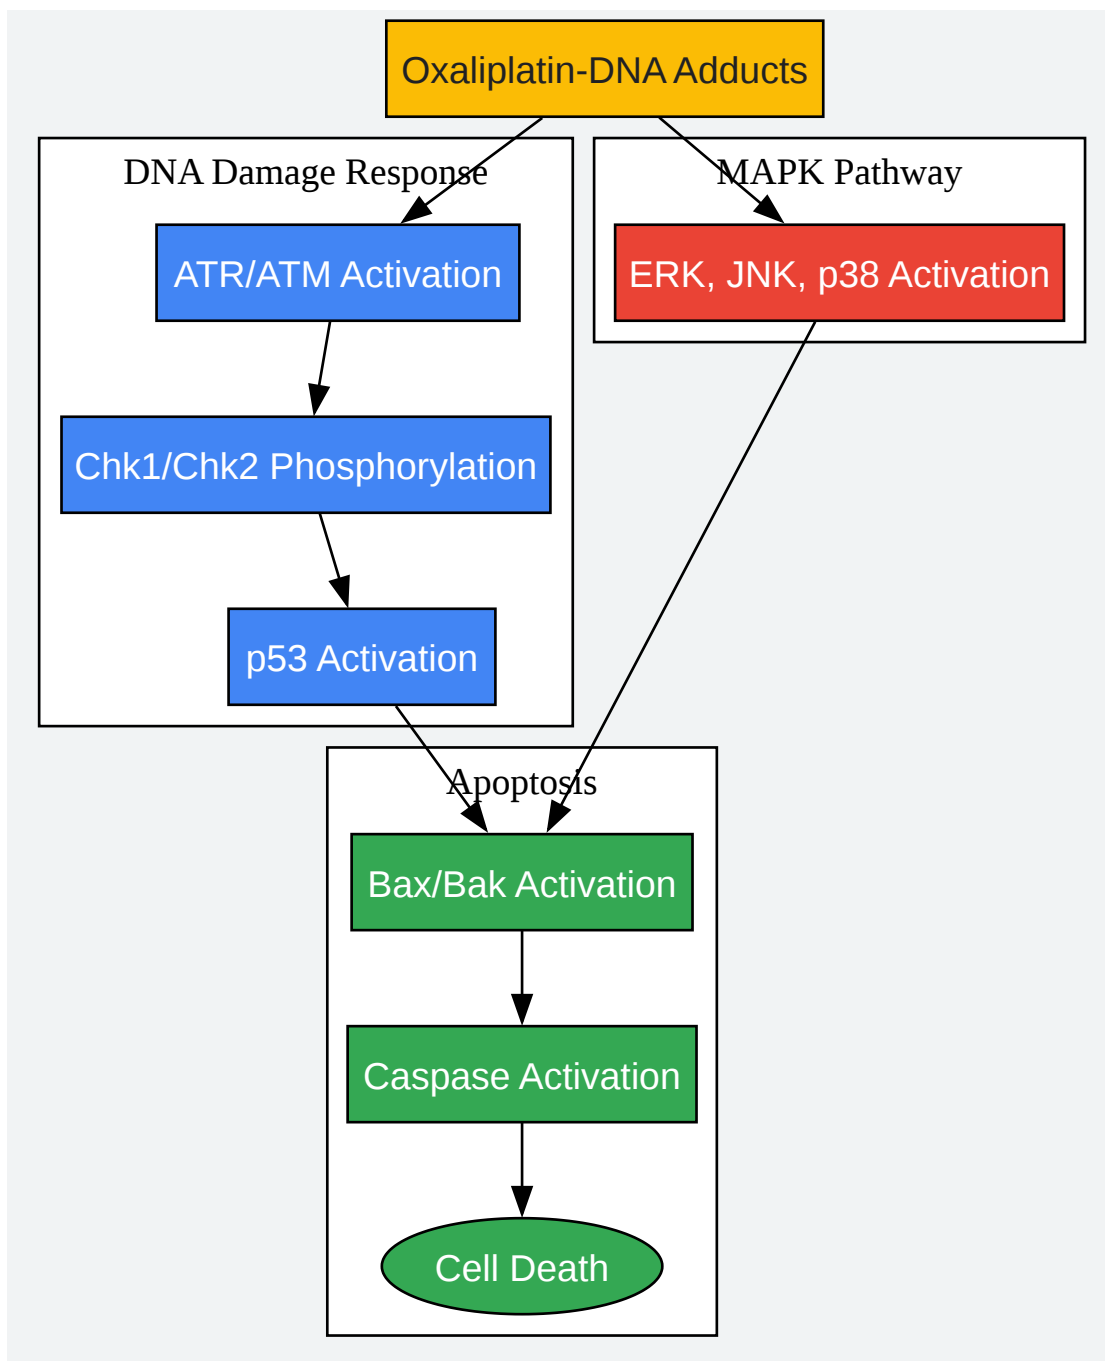 Oxaliplatin-DNA Adducts
DNA Damage Response
MAPK Pathway
ATR/ATM Activation
ERK, JNK, p38 Activation
Chk1/Chk2 Phosphorylation
p53 Activation
Apoptosis
Bax/Bak Activation
Caspase Activation
Cell Death